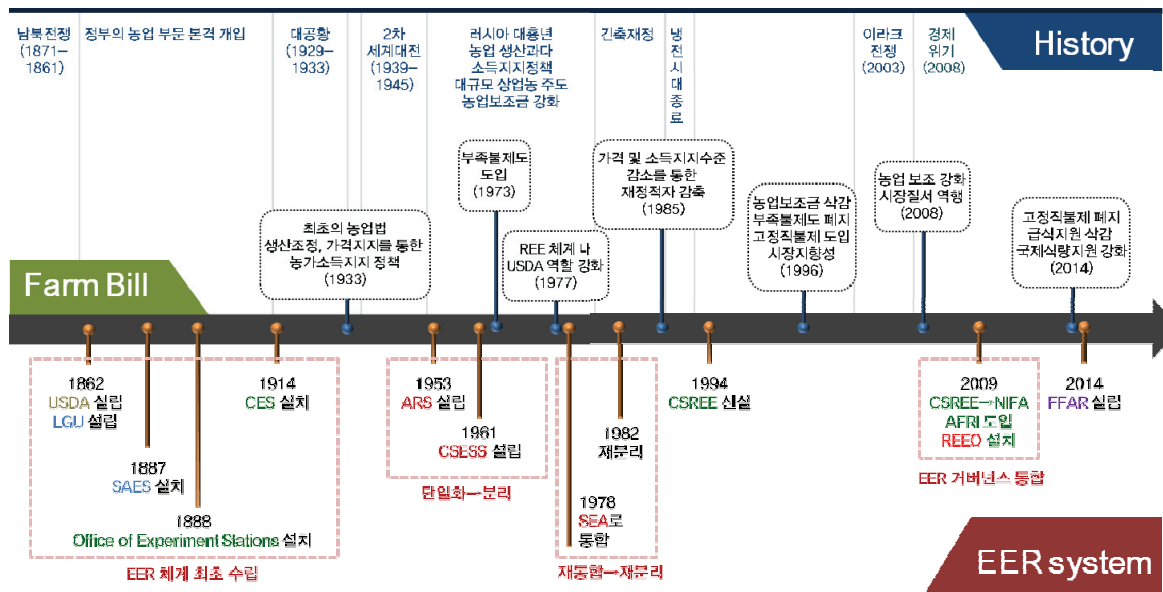 남북전쟁
(1871–
1861)
정부의 농업 부문 본격 개입
대공황
(1929–
1933)
2차
세계대전
(1939–
1945)
러시아 대흉년
농업 생산과다
소득지지정책
대규모 상업농 주도
농업보조금 강화
긴축재정
냉
전
시
대
종
료
이라크
전쟁
(2003)
경제
위기
(2008)
History
최초의 농업법
생산조정, 가격지지를 통한
농가소득지지 정책
(1933)
부족불제도
도입
(1973)
REE 체계 내
USDA 역할 강화
(1977)
가격 및 소득지지수준
감소를 통한
재정적자 감축
(1985)
농업보조금 삭감
부족불제도 폐지
고정직불제 도입
시장지향성
(1996)
농업 보조 강화
시장질서 역행
(2008)
고정직불제 폐지
급식지원 삭감
국제식량지원 강화
(2014)
Farm Bill
1862
USDA 설립
LGU 설립
1887
SAES 설치
1888
Office of Experiment Stations 설치
1914
CES 설치
EER 체계 최초 수립
1953
ARS 설립
1961
CSESS 설립
단일화→분리
1978
SEA로
통합
1982
재분리
재통합→재분리
1994
CSREE 신설
2009
CSREE→NIFA
AFRI 도입
REEO 설치
EER 거버넌스 통합
2014
FFAR 설립
EER system